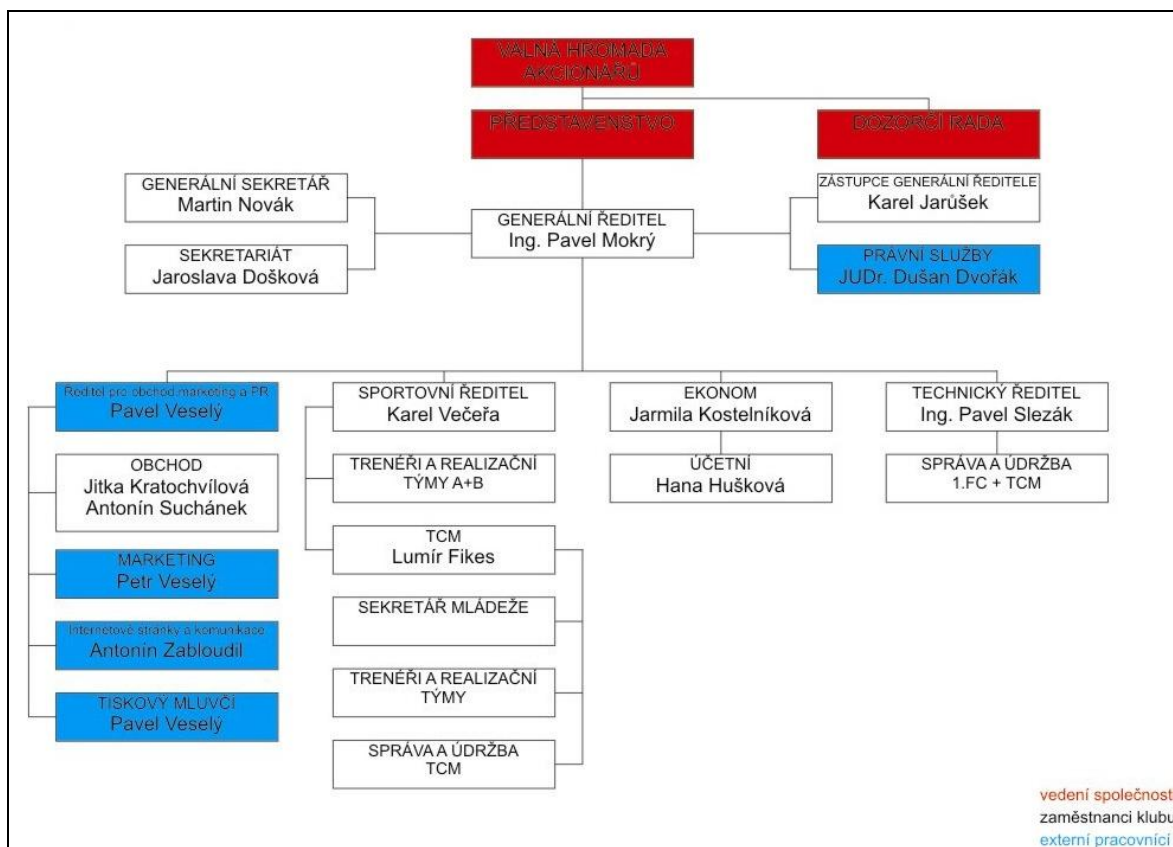 VALNÁ HROMADA
AKCIONÁŘŮ
PŘEDSTAVENSTVO
DOZORČÍ RADA
GENERÁLNÍ SEKRETÁŘ
Martin Novák
ZÁSTUPCE GENERÁLNÍ ŘEDITELE
Karel Jarůšek
GENERÁLNÍ ŘEDITEL
Ing. Pavel Mokrý
SEKRETARIÁT
Jaroslava Došková
PRÁVNÍ SLUŽBY
JUDr. Dušan Dvořák
Ředitel pro obchod,marketing a PR
Pavel Veselý
SPORTOVNÍ ŘEDITEL
Karel Večeřa
EKONOM
Jarmila Kostelníková
TECHNICKÝ ŘEDITEL
Ing. Pavel Slezák
OBCHOD
Jitka Kratochvílová
Antonín Suchánek
TRENÉŘI A REALIZAČNÍ
TÝMY A+B
ÚČETNÍ
Hana Hušková
SPRÁVA A ÚDRŽBA
1.FC + TCM
TCM
Lumír Fikes
MARKETING
Petr Veselý
SEKRETÁŘ MLÁDEŽE
Internetové stránky a komunikace
Antonín Zabloudil
TRENÉŘI A REALIZAČNÍ
TÝMY
TISKOVÝ MLUVČÍ
Pavel Veselý
SPRÁVA A ÚDRŽBA
TCM
vedení společnost
zaměstnanci klubu
externí pracovníci